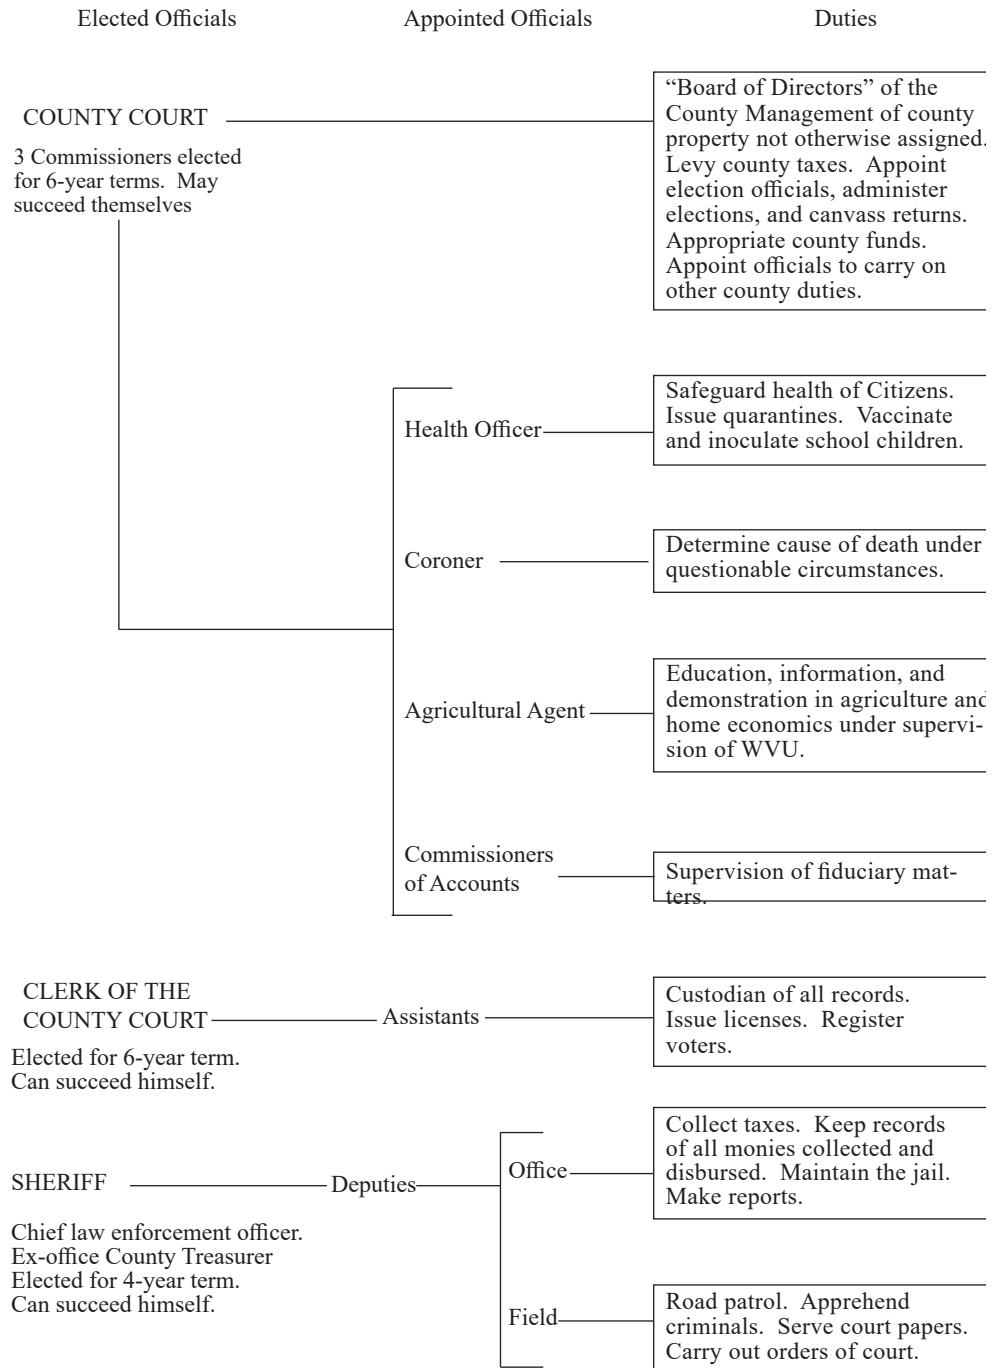 Elected Officials
Appointed Officials
Duties
COUNTY COURT
3 Commissioners elected
for 6-year terms.  May
succeed themselves
“Board of Directors” of the
County Management of county
property not otherwise assigned.
Levy county taxes.  Appoint
election officials, administer
elections, and canvass returns.
Appropriate county funds.
Appoint officials to carry on
other county duties.
Health Officer
Safeguard health of Citizens.
Issue quarantines.  Vaccinate
and inoculate school children.
Coroner
Determine cause of death under
questionable circumstances.
Agricultural Agent
Education, information, and
demonstration in agriculture and
home economics under supervi-
sion of WVU.
Commissioners
of Accounts
Supervision of fiduciary mat-
ters.
CLERK OF THE
COUNTY COURT
Elected for 6-year term.
Can succeed himself.
Assistants
Custodian of all records.
Issue licenses.  Register
voters.
SHERIFF
Chief law enforcement officer.
Ex-office County Treasurer
Elected for 4-year term.
Can succeed himself.
Deputies
Office
Collect taxes.  Keep records
of all monies collected and
disbursed.  Maintain the jail.
Make reports.
Field
Road patrol.  Apprehend
criminals.  Serve court papers.
Carry out orders of court.